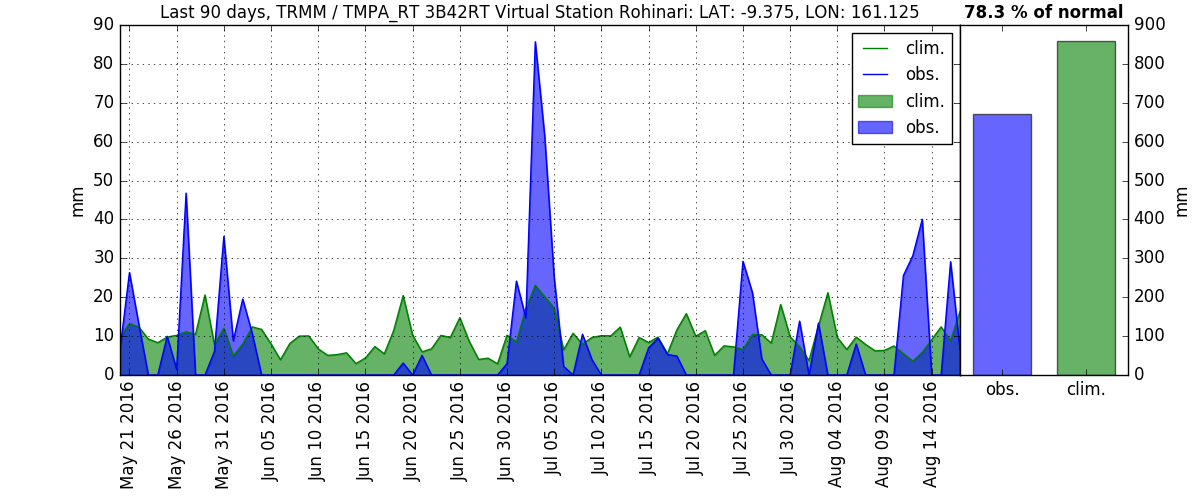 Last 90 days, TRMM / TMPA_RT 3B42RT Virtual Station Rohinari: LAT: -9.375, LON: 161.125
78.3 % of normal
90
80
70
60
50
40
30
20
10
0
mm
clim.
obs.
clim.
obs.
900
800
700
600
500
400
300
200
100
0
mm
obs.
clim.
May 21 2016
May 26 2016
May 31 2016
Jun 05 2016
Jun 10 2016
Jun 15 2016
Jun 20 2016
Jun 25 2016
Jun 30 2016
Jul 05 2016
Jul 10 2016
Jul 15 2016
Jul 20 2016
Jul 25 2016
Jul 30 2016
Aug 04 2016
Aug 09 2016
Aug 14 2016